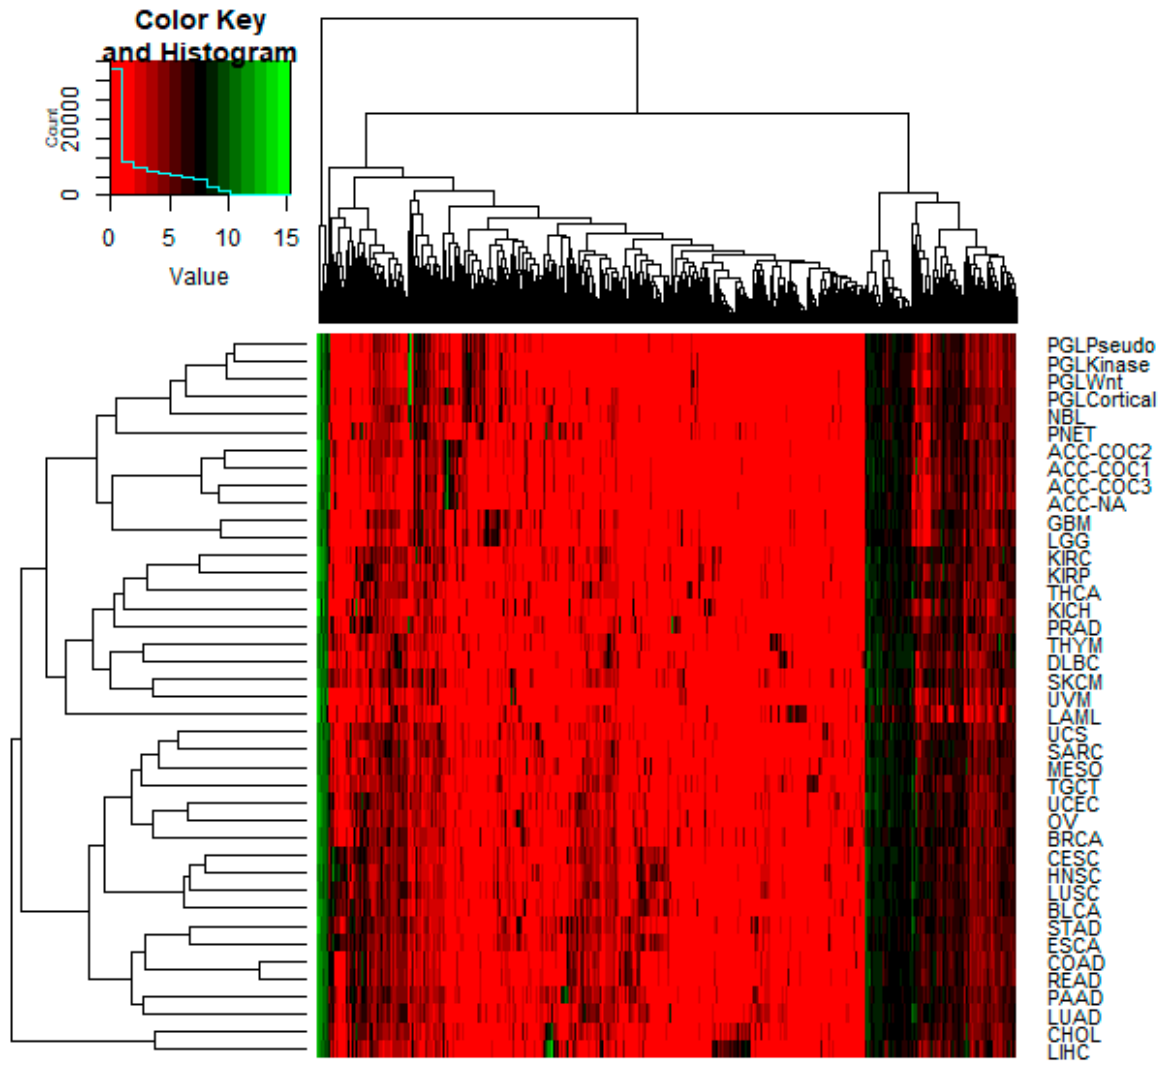 Color Key
and Histogram
Count
0
20000
0
5
10
15
Value
PGLPseudo
PGLKinase
PGLWnt
PGLCortical
NBL
PNET
ACC-COC2
ACC-COC1
ACC-COC3
ACC-NA
GBM
LGG
KIRC
KIRP
THCA
KICH
PRAD
THYM
DLBC
SKCM
UVM
LAML
UCS
SARC
MESO
TGCT
UCEC
OV
BRCA
CESC
HNSC
LUSC
BLCA
STAD
ESCA
COAD
READ
PAAD
LUAD
CHOL
LIHC